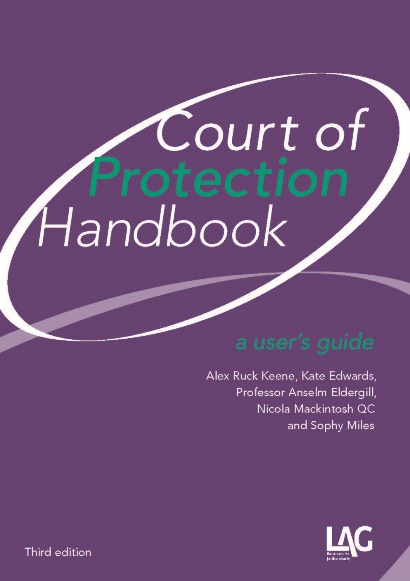 Court of
Protection
Handbook
a user's guide
Alex Ruck Keene, Kate Edwards,
Professor Anselm Eldergill,
Nicola Mackintosh QC
and Sophy Miles
LAG
Third edition